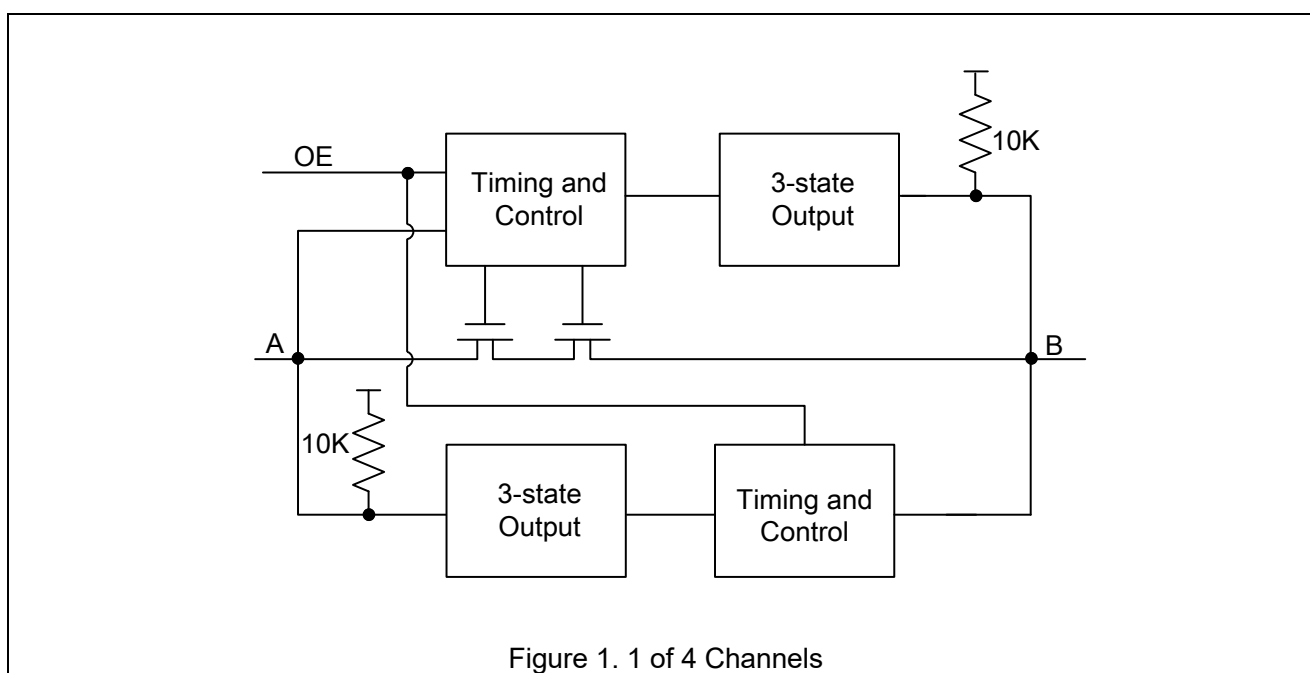 10K
OE
Timing and
Control
3-state
Output
A
B
10K
3-state
Output
Timing and
Control
Figure 1. 1 of 4 Channels